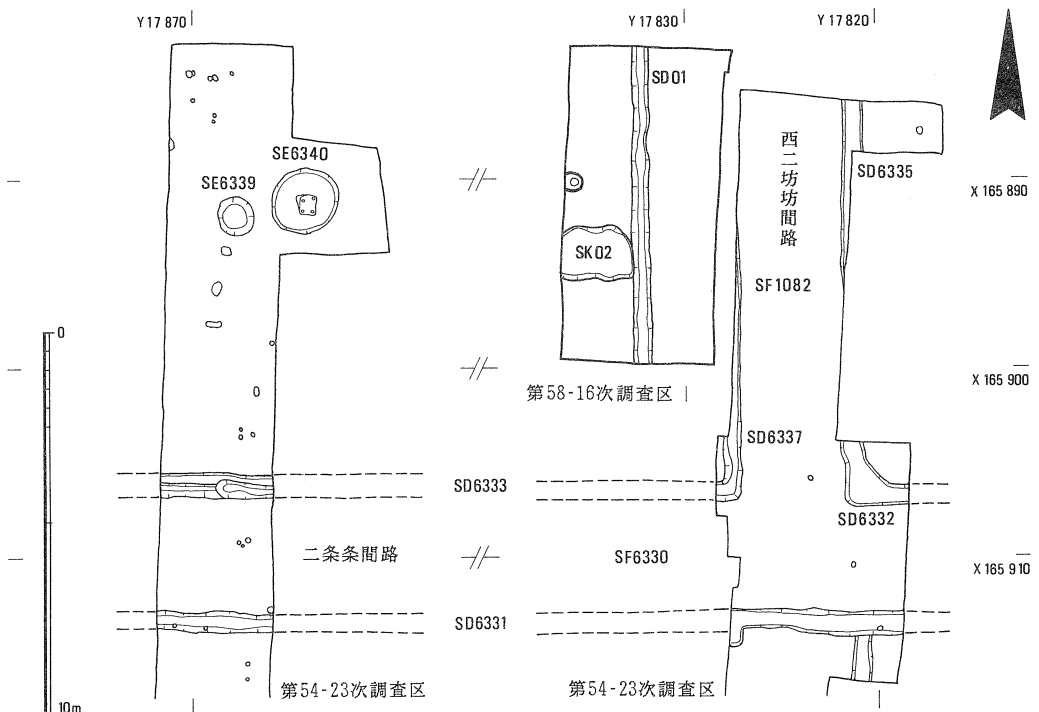 Y 17 870
Y 17 830
Y 17 820
SD01
SE6340
SE6339
西二坊坊間路
SD6335
X 165 890
SK02
SF1082
0
第58-16次調査区
X 165 900
SD6337
SD6333
SD6332
二条条間路
SF6330
X 165 910
SD6331
第54-23次調査区
第54-23次調査区
10m